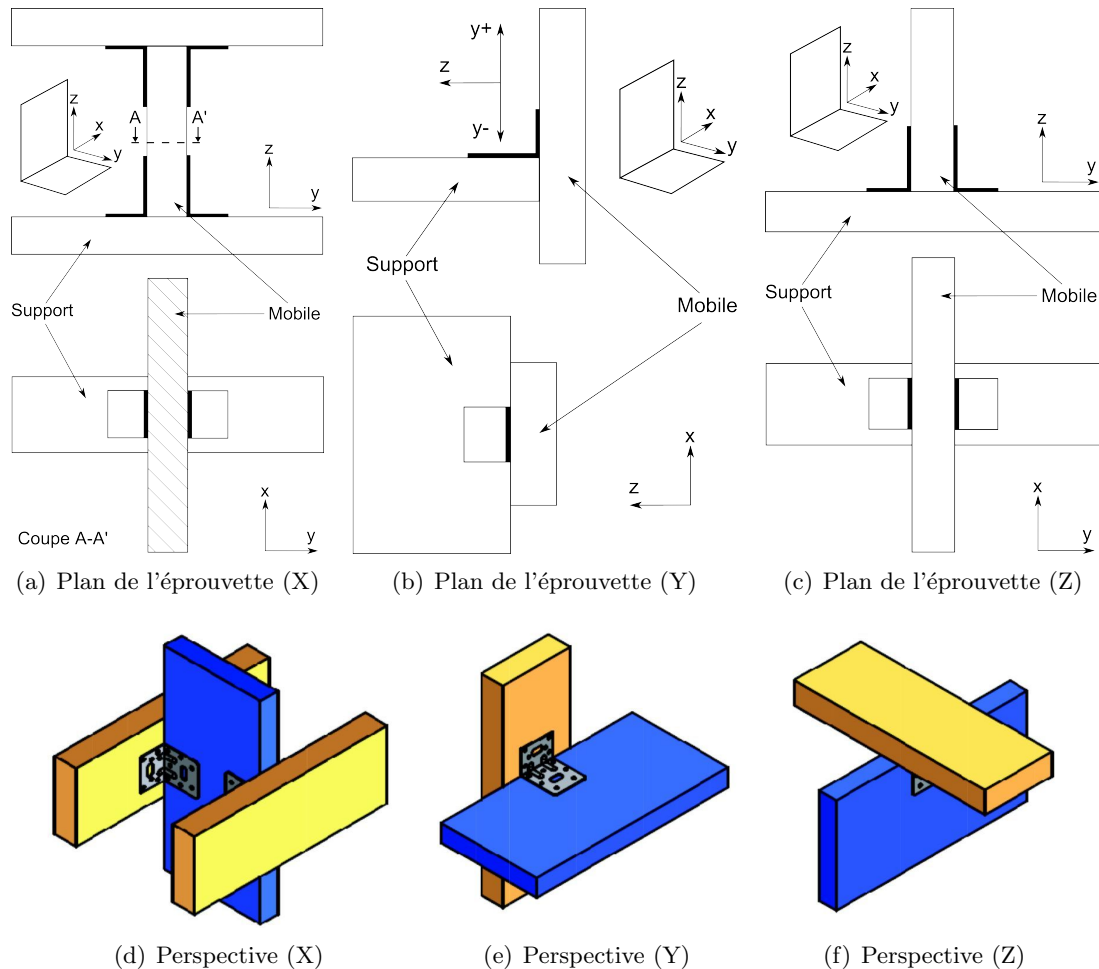 z
x
y
A
A'
z
y
Support
Mobile
x
y
Coupe A-A'
(a) Plan de l'éprouvette (X)
y+
z
y-
z
x
y
Support
Mobile
x
z
(b) Plan de l'éprouvette (Y)
z
x
y
z
y
Support
Mobile
x
y
(c) Plan de l'éprouvette (Z)
(d) Perspective (X)
(e) Perspective (Y)
(f) Perspective (Z)